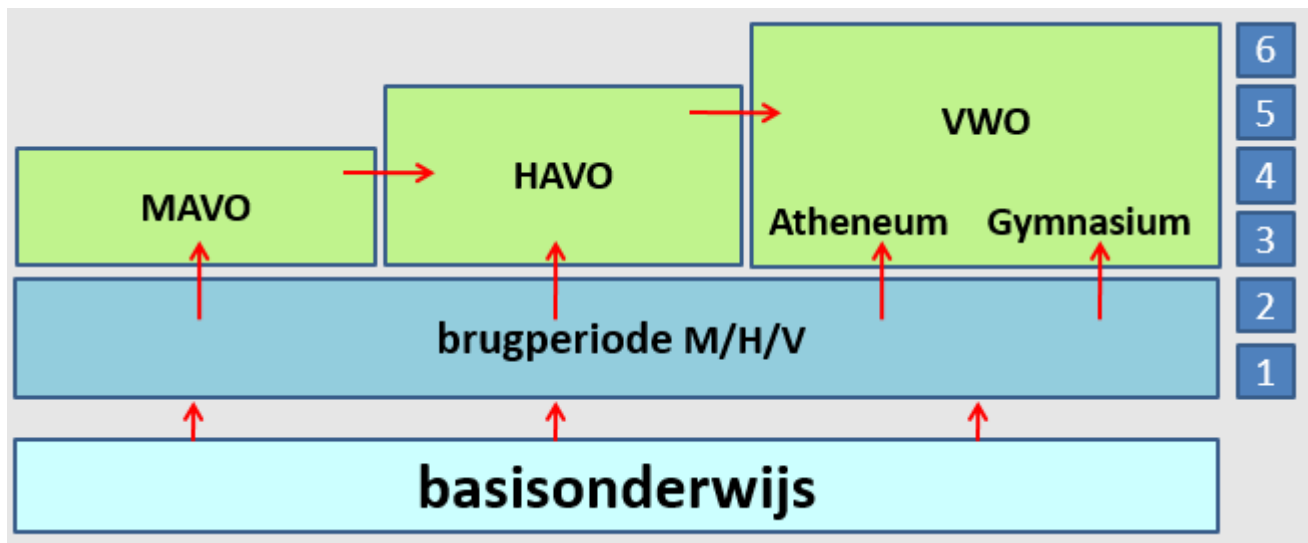 6
VWO
5
HAVO
4
MAVO
Atheneum Gymnasium
3
2
brugperiode M/H/V
1
basisonderwijs